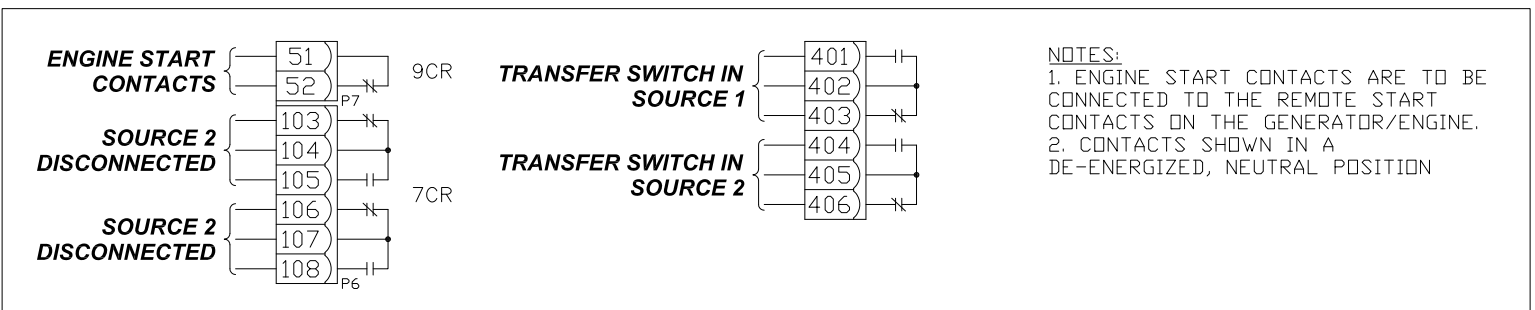 ENGINE START
CONTACTS
51
52
9CR
P7
SOURCE 2
DISCONNECTED
103
104
105
7CR
SOURCE 2
DISCONNECTED
106
107
108
P6
TRANSFER SWITCH IN
SOURCE 1
401
402
403
TRANSFER SWITCH IN
SOURCE 2
404
405
406
NOTES:
1. ENGINE START CONTACTS ARE TO BE
CONNECTED TO THE REMOTE START
CONTACTS ON THE GENERATOR/ENGINE.
2. CONTACTS SHOWN IN A
DE-ENERGIZED, NEUTRAL POSITION